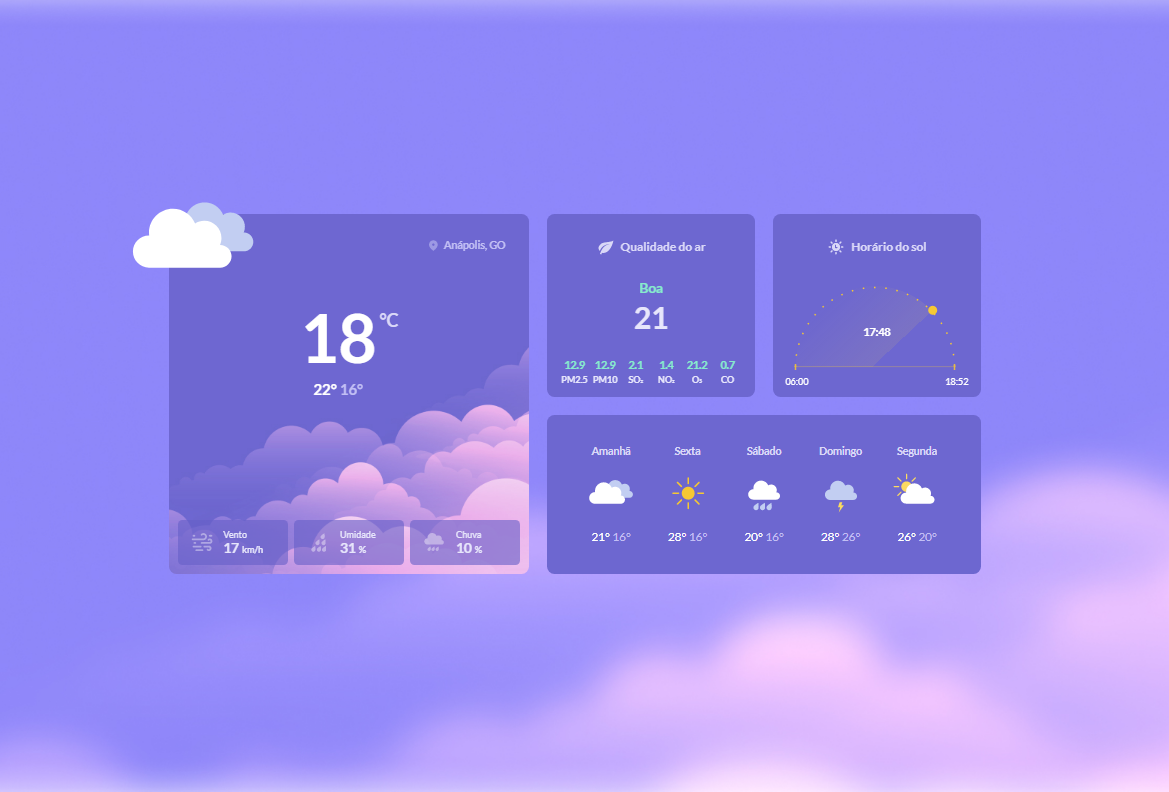 Anápolis, GO
18 °C
22° 16°
Vento
17 km/h
Umidade
31 %
Chuva
10 %
Qualidade do ar
Boa
21
12.9 12.9 2.1 1.4 21.2 0.7
PM2.5 PM10 SO₂ NO₂ O₃ CO
Horário do sol
17:48
06:00 18:52
Amanhã Sexta Sábado Domingo Segunda
21° 16° 28° 16° 20° 16° 28° 26° 26° 20°